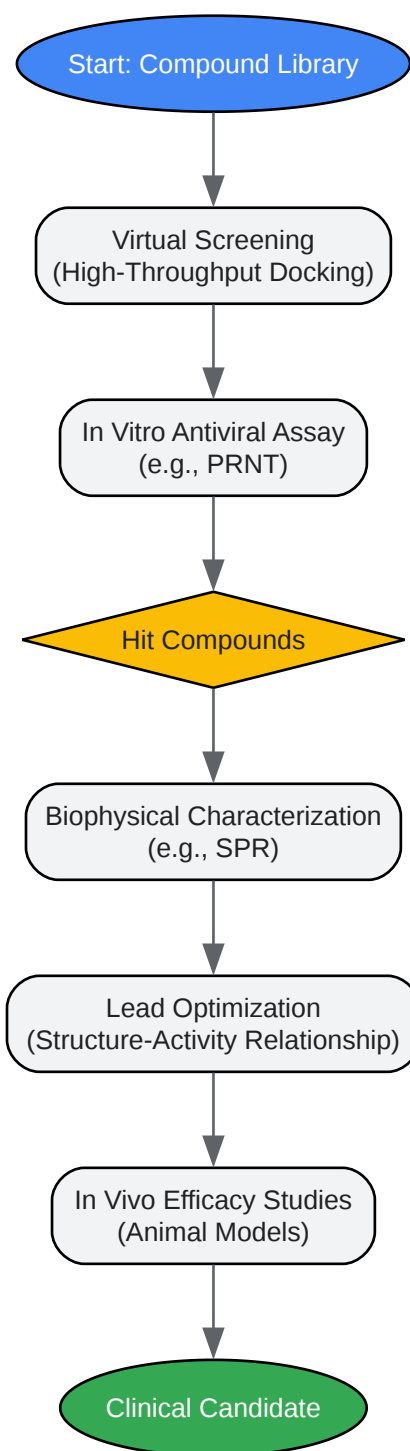 Start: Compound Library
Virtual Screening
(High-Throughput Docking)
In Vitro Antiviral Assay
(e.g., PRNT)
Hit Compounds
Biophysical Characterization
(e.g., SPR)
Lead Optimization
(Structure-Activity Relationship)
In Vivo Efficacy Studies
(Animal Models)
Clinical Candidate